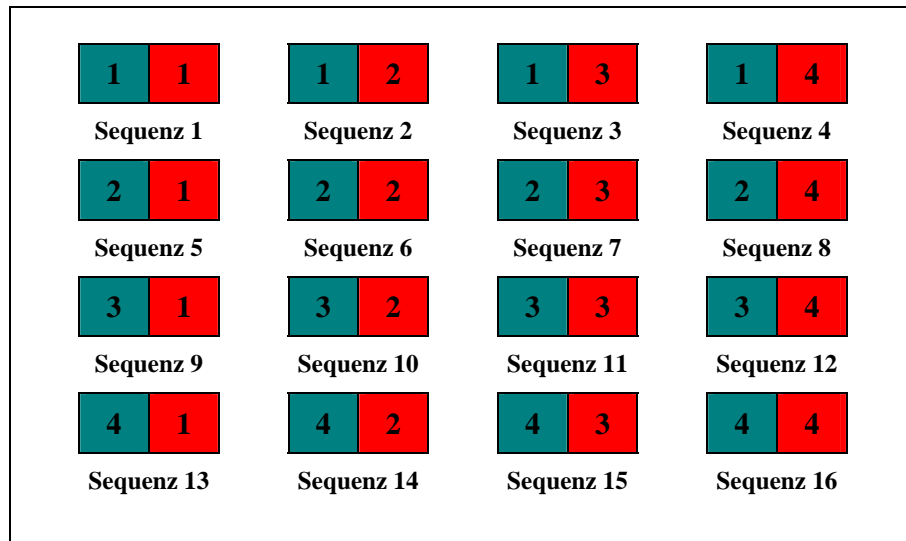 1 1 1 2 1 3 1 4
Sequenz 1 Sequenz 2 Sequenz 3 Sequenz 4
2 1 2 2 2 3 2 4
Sequenz 5 Sequenz 6 Sequenz 7 Sequenz 8
3 1 3 2 3 3 3 4
Sequenz 9 Sequenz 10 Sequenz 11 Sequenz 12
4 1 4 2 4 3 4 4
Sequenz 13 Sequenz 14 Sequenz 15 Sequenz 16